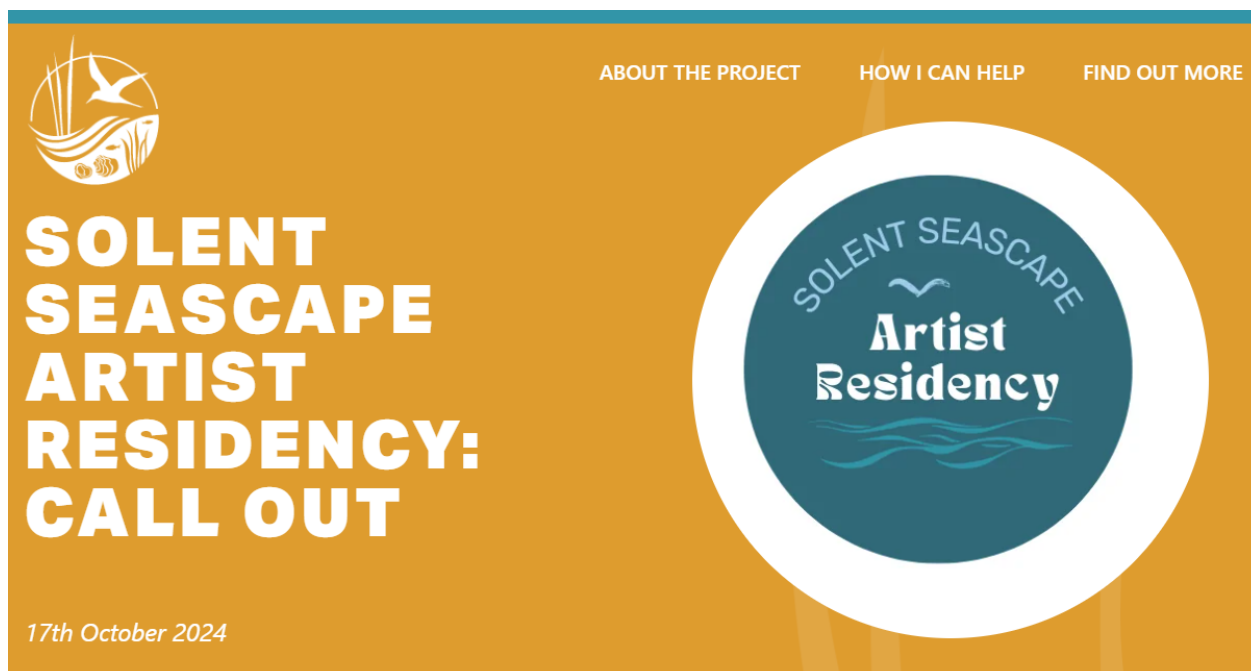 ABOUT THE PROJECT
HOW I CAN HELP
FIND OUT MORE
SOLENT
SEASCAPE
ARTIST
RESIDENCY:
CALL OUT
17th October 2024
SOLENT SEASCAPE
Artist
Residency